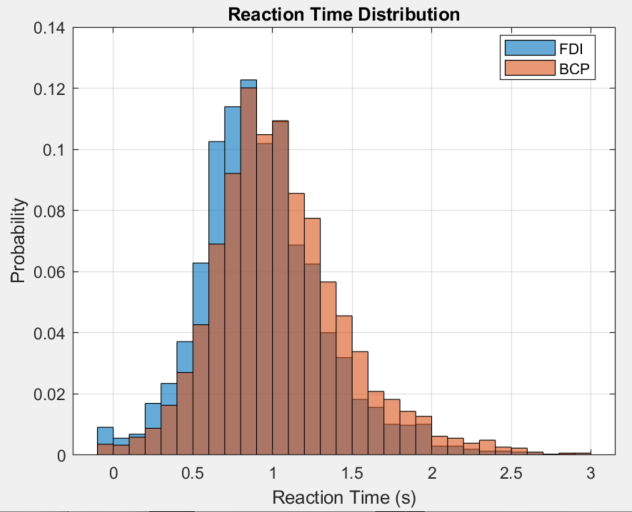 Reaction Time Distribution
FDI
BCP
0.14
0.12
0.1
0.08
0.06
0.04
0.02
0
Probability
0 0.5 1 1.5 2 2.5 3
Reaction Time (s)